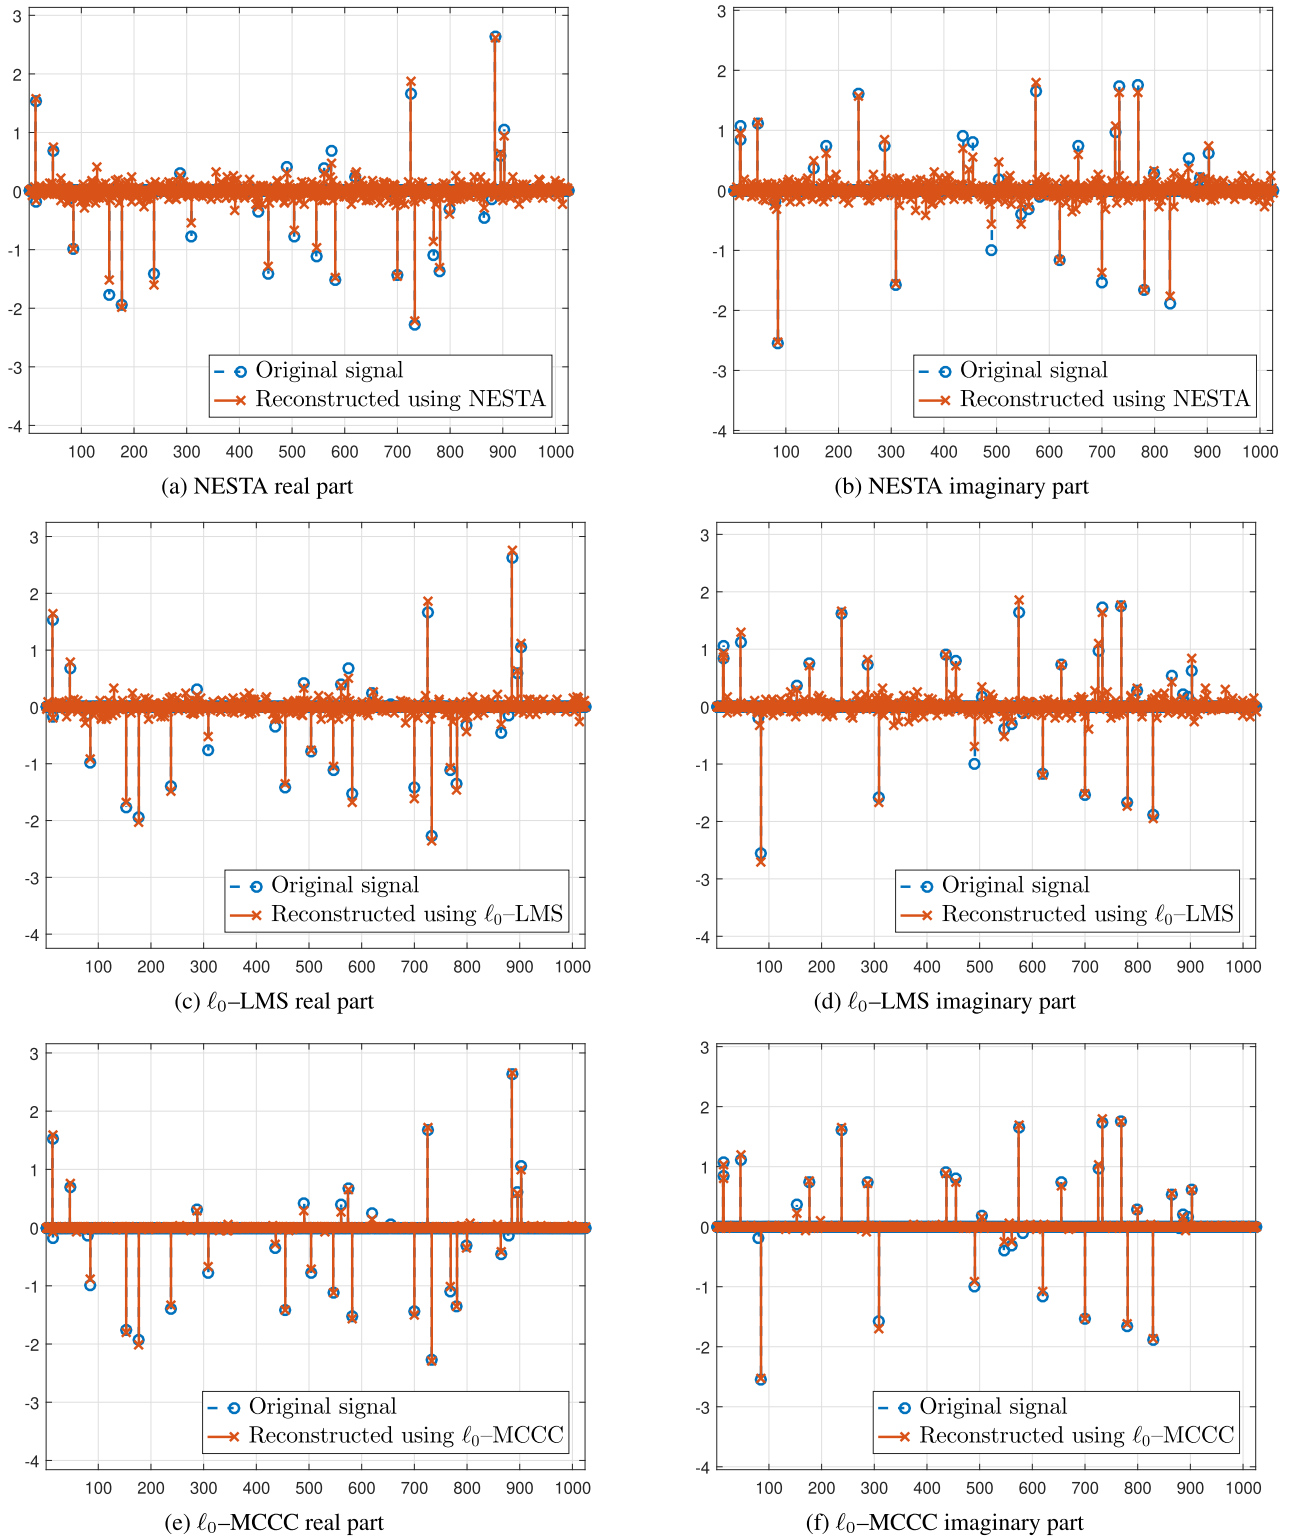 3
2
1
0
-1
-2
-3
-4
Original signal
Reconstructed using NESTA
100 200 300 400 500 600 700 800 900 1000
(a) NESTA real part
3
2
1
0
-1
-2
-3
-4
Original signal
Reconstructed using NESTA
100 200 300 400 500 600 700 800 900 1000
(b) NESTA imaginary part
3
2
1
0
-1
-2
-3
-4
Original signal
Reconstructed using ℓ₀–LMS
100 200 300 400 500 600 700 800 900 1000
(c) ℓ₀–LMS real part
3
2
1
0
-1
-2
-3
-4
Original signal
Reconstructed using ℓ₀–LMS
100 200 300 400 500 600 700 800 900 1000
(d) ℓ₀–LMS imaginary part
3
2
1
0
-1
-2
-3
-4
Original signal
Reconstructed using ℓ₀–MCCC
100 200 300 400 500 600 700 800 900 1000
(e) ℓ₀–MCCC real part
3
2
1
0
-1
-2
-3
-4
Original signal
Reconstructed using ℓ₀–MCCC
100 200 300 400 500 600 700 800 900 1000
(f) ℓ₀–MCCC imaginary part